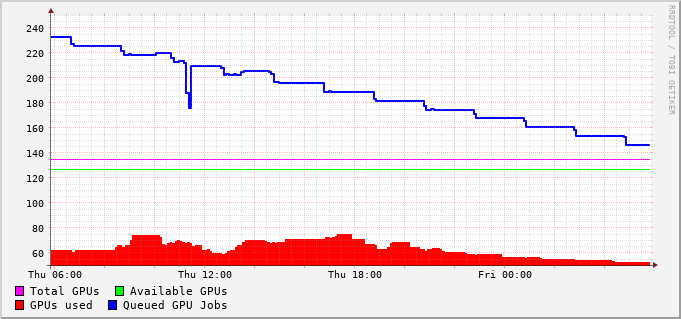 240
220
200
180
160
140
120
100
80
60
Thu 06:00 Thu 12:00 Thu 18:00 Fri 00:00
Total GPUs Available GPUs
GPUs used Queued GPU Jobs
RRDTOOL / TOBI OETIKER